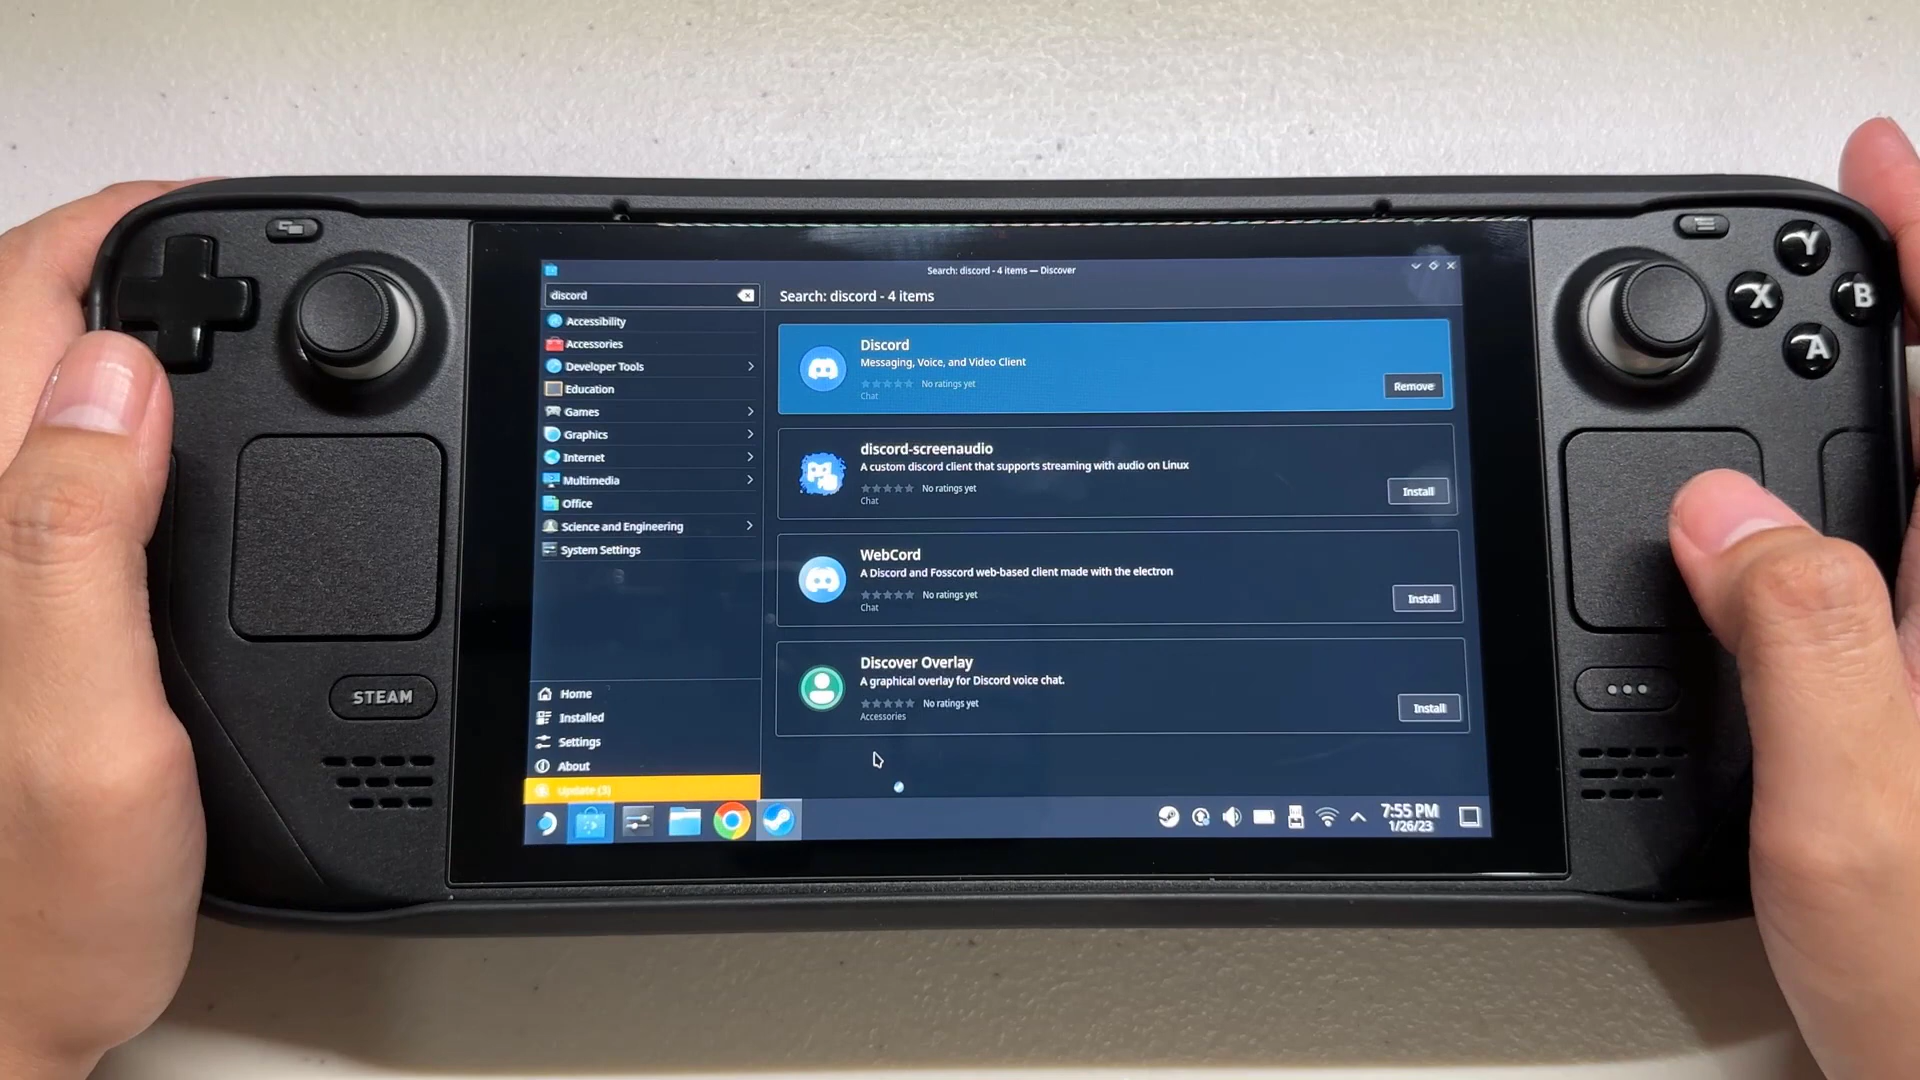 Search: discord - 4 items — Discover
discord
Search: discord - 4 items
Accessibility
Accessories
Developer Tools
Education
Games
Graphics
Internet
Multimedia
Office
Science and Engineering
System Settings
Home
Installed
Settings
About
Update (3)
Discord
Messaging, Voice, and Video Client
No ratings yet
Chat
Remove
discord-screenaudio
A custom discord client that supports streaming with audio on Linux
No ratings yet
Chat
Install
WebCord
A Discord and Fosscord web-based client made with the electron
No ratings yet
Chat
Install
Discover Overlay
A graphical overlay for Discord voice chat.
No ratings yet
Accessories
Install
7:55 PM
1/26/23
STEAM
Y
X
B
A